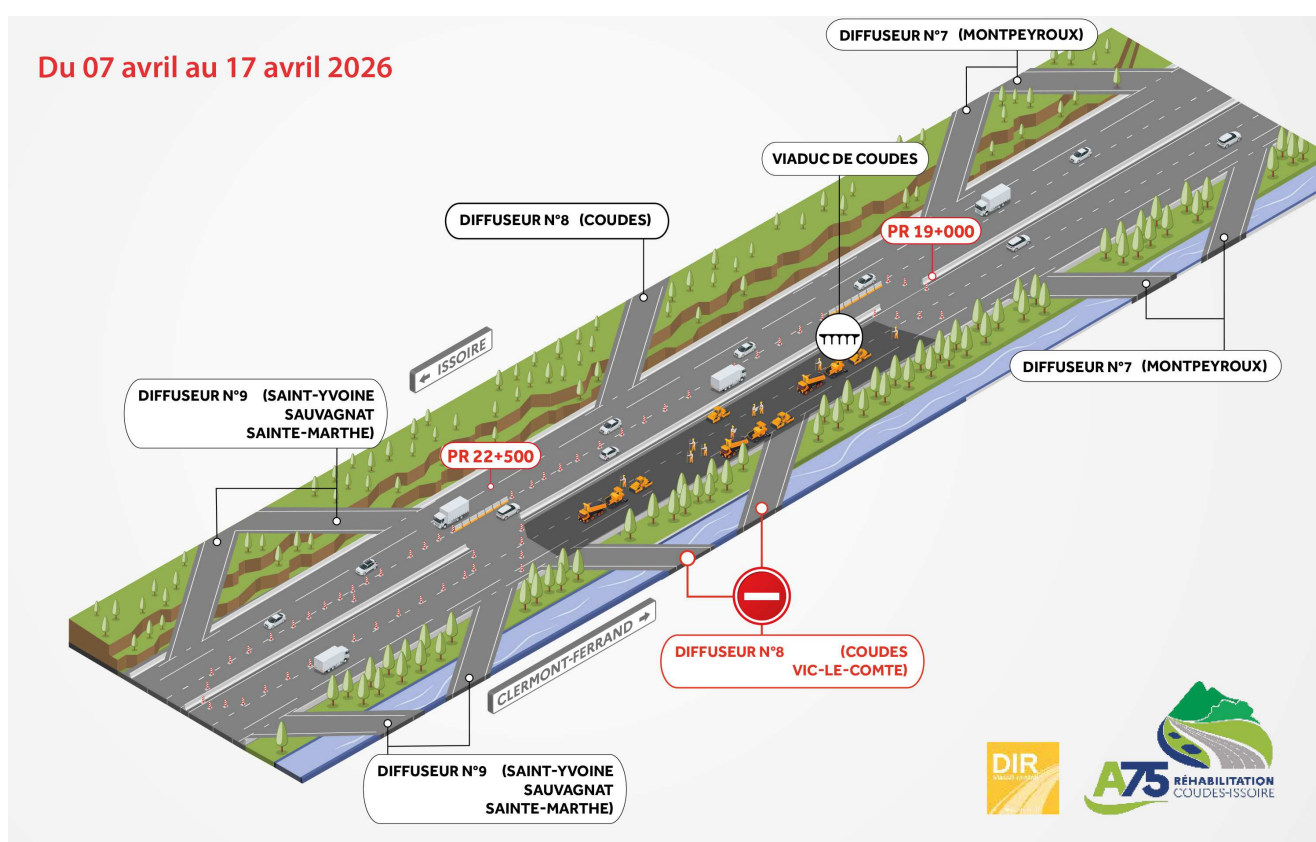 Du 07 avril au 17 avril 2026
DIFFUSEUR N°7 (MONTPEYROUX)
VIADUC DE COUDES
DIFFUSEUR N°8 (COUDES)
PR 19+000
← ISSOIRE
DIFFUSEUR N°7 (MONTPEYROUX)
DIFFUSEUR N°9 (SAINT-YVOINE
SAUVAGNAT
SAINTE-MARTHE)
PR 22+500
CLERMONT-FERRAND →
DIFFUSEUR N°8 (COUDES
VIC-LE-COMTE)
DIFFUSEUR N°9 (SAINT-YVOINE
SAUVAGNAT
SAINTE-MARTHE)
DIR
MASSIF CENTRAL
A75
RÉHABILITATION
COUDES-ISSOIRE